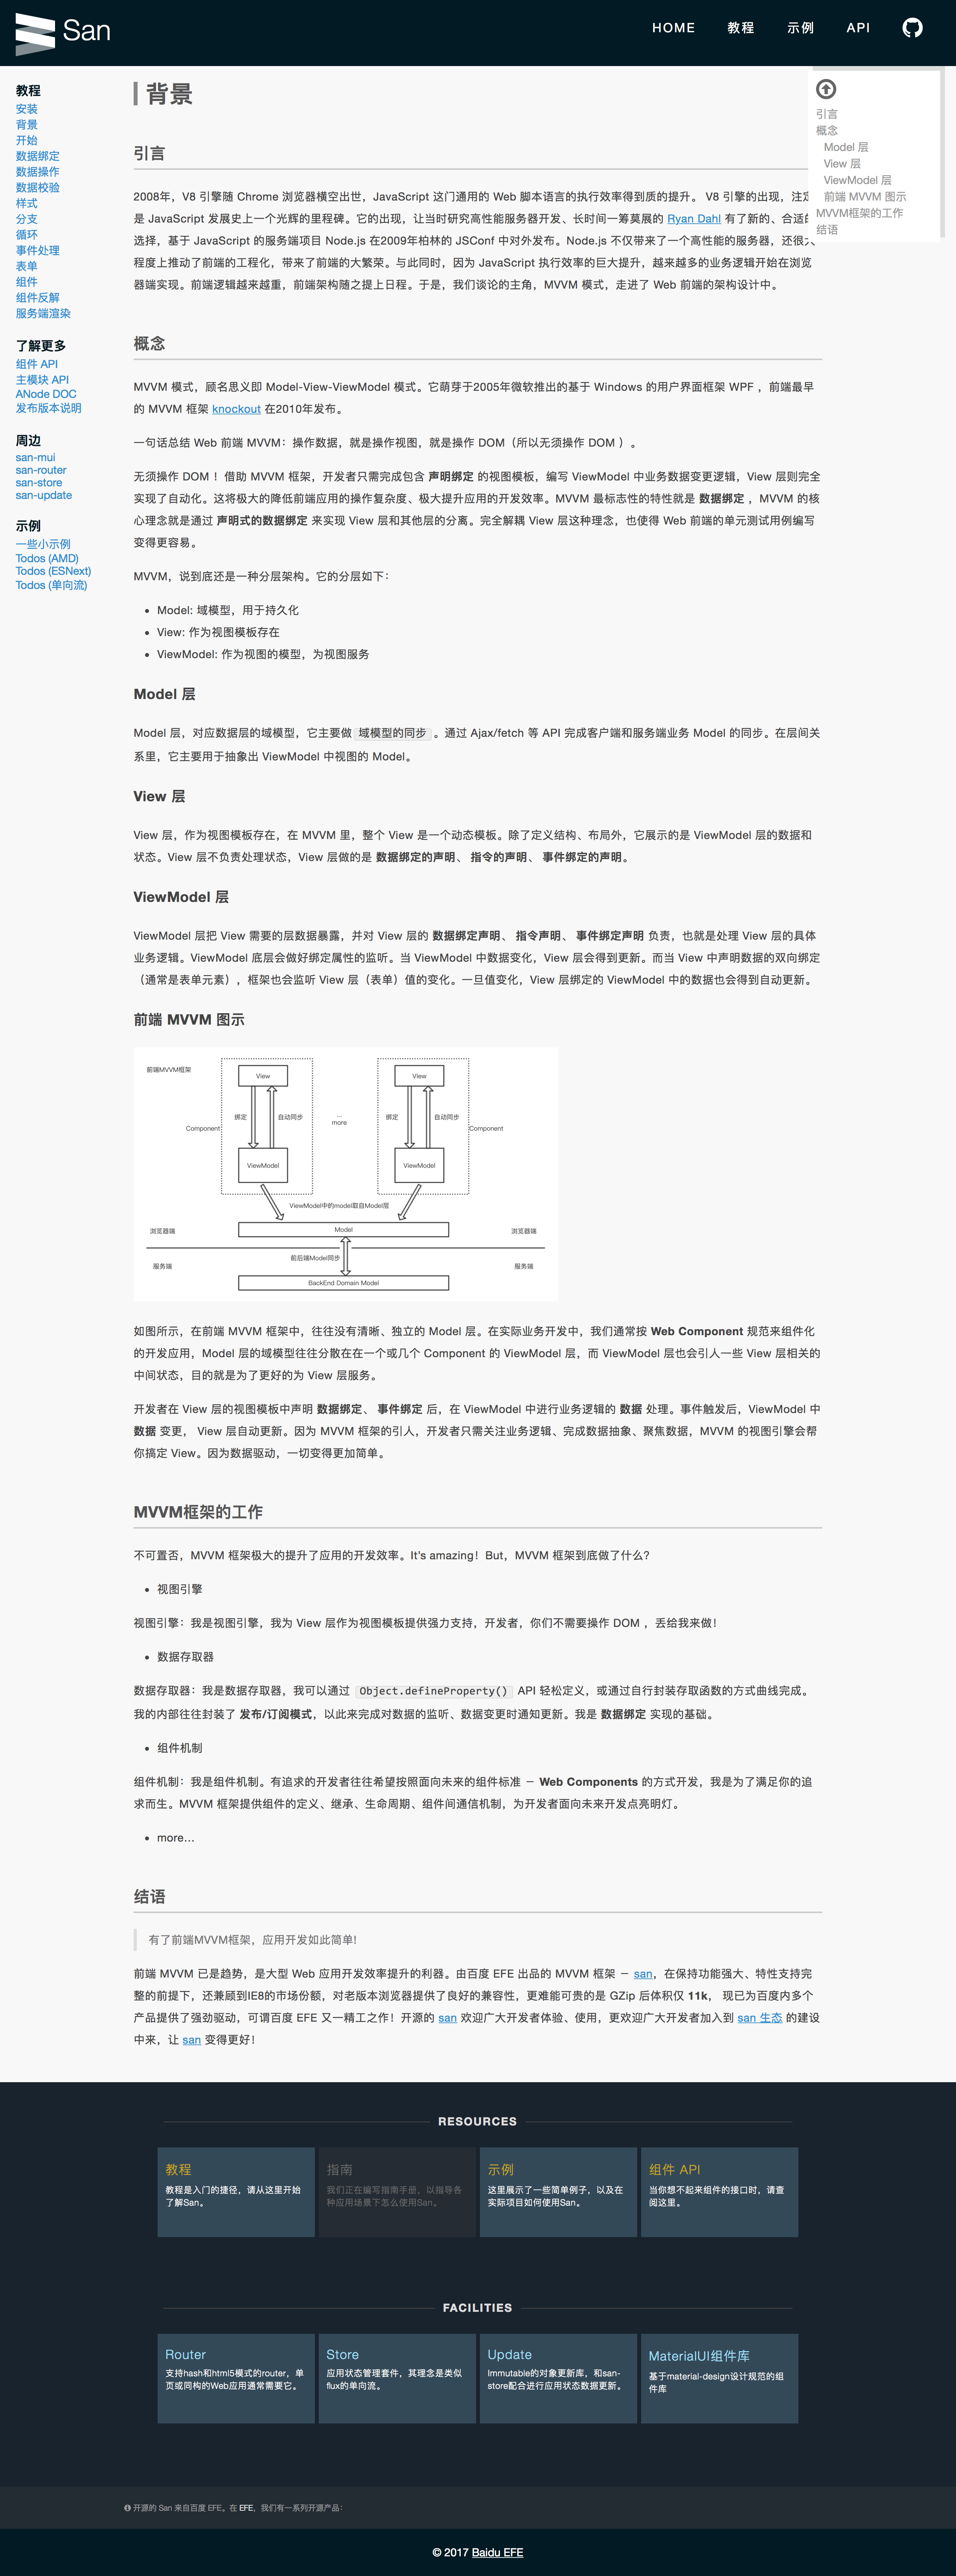 San
HOME 教程 示例 API
教程
安装
背景
开始
数据绑定
数据操作
数据校验
样式
分支
循环
事件处理
表单
组件
组件反解
服务端渲染
了解更多
组件 API
主模块 API
ANode DOC
发布版本说明
周边
san-mui
san-router
san-store
san-update
示例
一些小示例
Todos (AMD)
Todos (ESNext)
Todos (单向流)
引言
概念
Model 层
View 层
ViewModel 层
前端 MVVM 图示
MVVM框架的工作
结语
背景
引言
2008年，V8 引擎随 Chrome 浏览器横空出世，JavaScript 这门通用的 Web 脚本语言的执行效率得到质的提升。 V8 引擎的出现，注定
是 JavaScript 发展史上一个光辉的里程碑。它的出现，让当时研究高性能服务器开发、长时间一筹莫展的 Ryan Dahl 有了新的、合适的
选择，基于 JavaScript 的服务端项目 Node.js 在2009年柏林的 JSConf 中对外发布。Node.js 不仅带来了一个高性能的服务器，还很大
程度上推动了前端的工程化，带来了前端的大繁荣。与此同时，因为 JavaScript 执行效率的巨大提升，越来越多的业务逻辑开始在浏览
器端实现。前端逻辑越来越重，前端架构随之提上日程。于是，我们谈论的主角，MVVM 模式，走进了 Web 前端的架构设计中。
概念
MVVM 模式，顾名思义即 Model-View-ViewModel 模式。它萌芽于2005年微软推出的基于 Windows 的用户界面框架 WPF ，前端最早
的 MVVM 框架 knockout 在2010年发布。
一句话总结 Web 前端 MVVM：操作数据，就是操作视图，就是操作 DOM（所以无须操作 DOM ）。
无须操作 DOM ！借助 MVVM 框架，开发者只需完成包含 声明绑定 的视图模板，编写 ViewModel 中业务数据变更逻辑，View 层则完全
实现了自动化。这将极大的降低前端应用的操作复杂度、极大提升应用的开发效率。MVVM 最标志性的特性就是 数据绑定 ，MVVM 的核
心理念就是通过 声明式的数据绑定 来实现 View 层和其他层的分离。完全解耦 View 层这种理念，也使得 Web 前端的单元测试用例编写
变得更容易。
MVVM，说到底还是一种分层架构。它的分层如下：
• Model: 域模型，用于持久化
• View: 作为视图模板存在
• ViewModel: 作为视图的模型，为视图服务
Model 层
Model 层，对应数据层的域模型，它主要做 域模型的同步 。通过 Ajax/fetch 等 API 完成客户端和服务端业务 Model 的同步。在层间关
系里，它主要用于抽象出 ViewModel 中视图的 Model。
View 层
View 层，作为视图模板存在，在 MVVM 里，整个 View 是一个动态模板。除了定义结构、布局外，它展示的是 ViewModel 层的数据和
状态。View 层不负责处理状态，View 层做的是 数据绑定的声明、 指令的声明、 事件绑定的声明。
ViewModel 层
ViewModel 层把 View 需要的层数据暴露，并对 View 层的 数据绑定声明、 指令声明、 事件绑定声明 负责，也就是处理 View 层的具体
业务逻辑。ViewModel 底层会做好绑定属性的监听。当 ViewModel 中数据变化，View 层会得到更新。而当 View 中声明数据的双向绑定
（通常是表单元素），框架也会监听 View 层（表单）值的变化。一旦值变化，View 层绑定的 ViewModel 中的数据也会得到自动更新。
前端 MVVM 图示
前端MVVM框架
View View
绑定 自动同步 ... 绑定 自动同步
more
Component Component
ViewModel ViewModel
ViewModel中的model取自Model层
浏览器端 Model 浏览器端
前后端Model同步
服务端 服务端
BackEnd Domain Model
如图所示，在前端 MVVM 框架中，往往没有清晰、独立的 Model 层。在实际业务开发中，我们通常按 Web Component 规范来组件化
的开发应用，Model 层的域模型往往分散在在一个或几个 Component 的 ViewModel 层，而 ViewModel 层也会引人一些 View 层相关的
中间状态，目的就是为了更好的为 View 层服务。
开发者在 View 层的视图模板中声明 数据绑定、 事件绑定 后，在 ViewModel 中进行业务逻辑的 数据 处理。事件触发后，ViewModel 中
数据 变更， View 层自动更新。因为 MVVM 框架的引人，开发者只需关注业务逻辑、完成数据抽象、聚焦数据，MVVM 的视图引擎会帮
你搞定 View。因为数据驱动，一切变得更加简单。
MVVM框架的工作
不可置否，MVVM 框架极大的提升了应用的开发效率。It's amazing！But，MVVM 框架到底做了什么?
• 视图引擎
视图引擎：我是视图引擎，我为 View 层作为视图模板提供强力支持，开发者，你们不需要操作 DOM ，丢给我来做！
• 数据存取器
数据存取器：我是数据存取器，我可以通过 Object.defineProperty() API 轻松定义，或通过自行封装存取函数的方式曲线完成。
我的内部往往封装了 发布/订阅模式，以此来完成对数据的监听、数据变更时通知更新。我是 数据绑定 实现的基础。
• 组件机制
组件机制：我是组件机制。有追求的开发者往往希望按照面向未来的组件标准 － Web Components 的方式开发，我是为了满足你的追
求而生。MVVM 框架提供组件的定义、继承、生命周期、组件间通信机制，为开发者面向未来开发点亮明灯。
• more…
结语
有了前端MVVM框架，应用开发如此简单!
前端 MVVM 已是趋势，是大型 Web 应用开发效率提升的利器。由百度 EFE 出品的 MVVM 框架 － san，在保持功能强大、特性支持完
整的前提下，还兼顾到IE8的市场份额，对老版本浏览器提供了良好的兼容性，更难能可贵的是 GZip 后体积仅 11k， 现已为百度内多个
产品提供了强劲驱动，可谓百度 EFE 又一精工之作！开源的 san 欢迎广大开发者体验、使用，更欢迎广大开发者加入到 san 生态 的建设
中来，让 san 变得更好！
RESOURCES
教程
教程是入门的捷径，请从这里开始
了解San。
指南
我们正在编写指南手册，以指导各
种应用场景下怎么使用San。
示例
这里展示了一些简单例子，以及在
实际项目如何使用San。
组件 API
当你想不起来组件的接口时，请查
阅这里。
FACILITIES
Router
支持hash和html5模式的router，单
页或同构的Web应用通常需要它。
Store
应用状态管理套件，其理念是类似
flux的单向流。
Update
Immutable的对象更新库，和san-
store配合进行应用状态数据更新。
MaterialUI组件库
基于material-design设计规范的组
件库
开源的 San 来自百度 EFE。在 EFE，我们有一系列开源产品：
© 2017 Baidu EFE